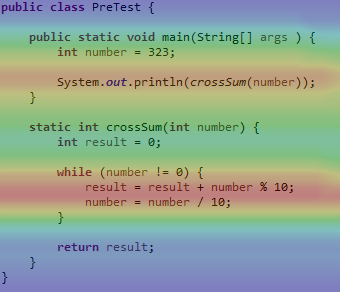 public class PreTest {
public static void main(String[] args ) {
int number = 323;
System.out.println(crossSum(number));
}
static int crossSum(int number) {
int result = 0;
while (number != 0) {
result = result + number % 10;
number = number / 10;
}
return result;
}
}